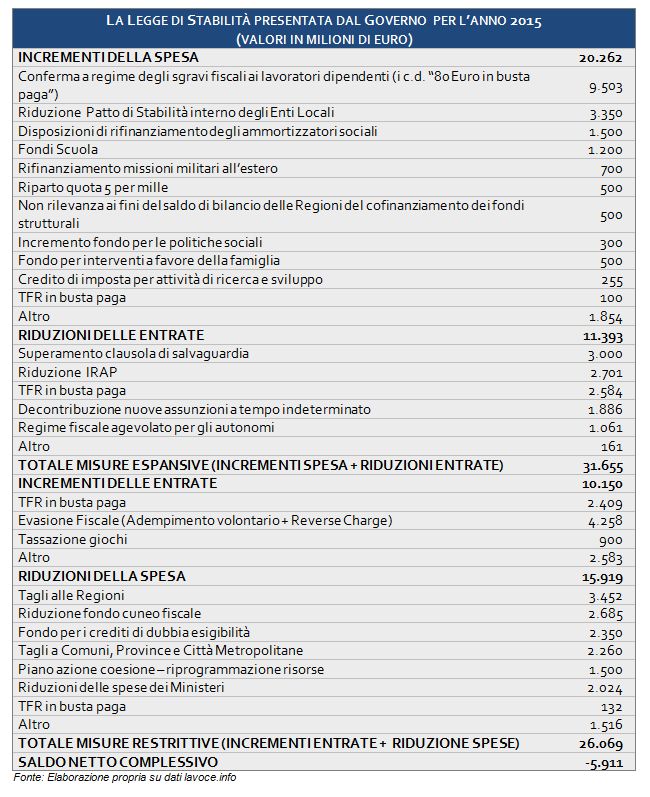 LA LEGGE DI STABILITÀ PRESENTATA DAL GOVERNO PER L'ANNO 2015
(VALORI IN MILIONI DI EURO)
INCREMENTI DELLA SPESA 20.262
Conferma a regime degli sgravi fiscali ai lavoratori dipendenti (i c.d. "80 Euro in busta
paga") 9.503
Riduzione Patto di Stabilità interno degli Enti Locali 3.350
Disposizioni di rifinanziamento degli ammortizzatori sociali 1.500
Fondi Scuola 1.200
Rifinanziamento missioni militari all'estero 700
Riparto quota 5 per mille 500
Non rilevanza ai fini del saldo di bilancio delle Regioni del cofinanziamento dei fondi
strutturali 500
Incremento fondo per le politiche sociali 300
Fondo per interventi a favore della famiglia 500
Credito di imposta per attività di ricerca e sviluppo 255
TFR in busta paga 100
Altro 1.854
RIDUZIONI DELLE ENTRATE 11.393
Superamento clausola di salvaguardia 3.000
Riduzione IRAP 2.701
TFR in busta paga 2.584
Decontribuzione nuove assunzioni a tempo indeterminato 1.886
Regime fiscale agevolato per gli autonomi 1.061
Altro 161
TOTALE MISURE ESPANSIVE (INCREMENTI SPESA + RIDUZIONI ENTRATE) 31.655
INCREMENTI DELLE ENTRATE 10.150
TFR in busta paga 2.409
Evasione Fiscale (Adempimento volontario + Reverse Charge) 4.258
Tassazione giochi 900
Altro 2.583
RIDUZIONI DELLA SPESA 15.919
Tagli alle Regioni 3.452
Riduzione fondo cuneo fiscale 2.685
Fondo per i crediti di dubbia esigibilità 2.350
Tagli a Comuni, Province e Città Metropolitane 2.260
Piano azione coesione – riprogrammazione risorse 1.500
Riduzioni delle spese dei Ministeri 2.024
TFR in busta paga 132
Altro 1.516
TOTALE MISURE RESTRITTIVE (INCREMENTI ENTRATE + RIDUZIONE SPESE) 26.069
SALDO NETTO COMPLESSIVO -5.911
Fonte: Elaborazione propria su dati lavoce.info